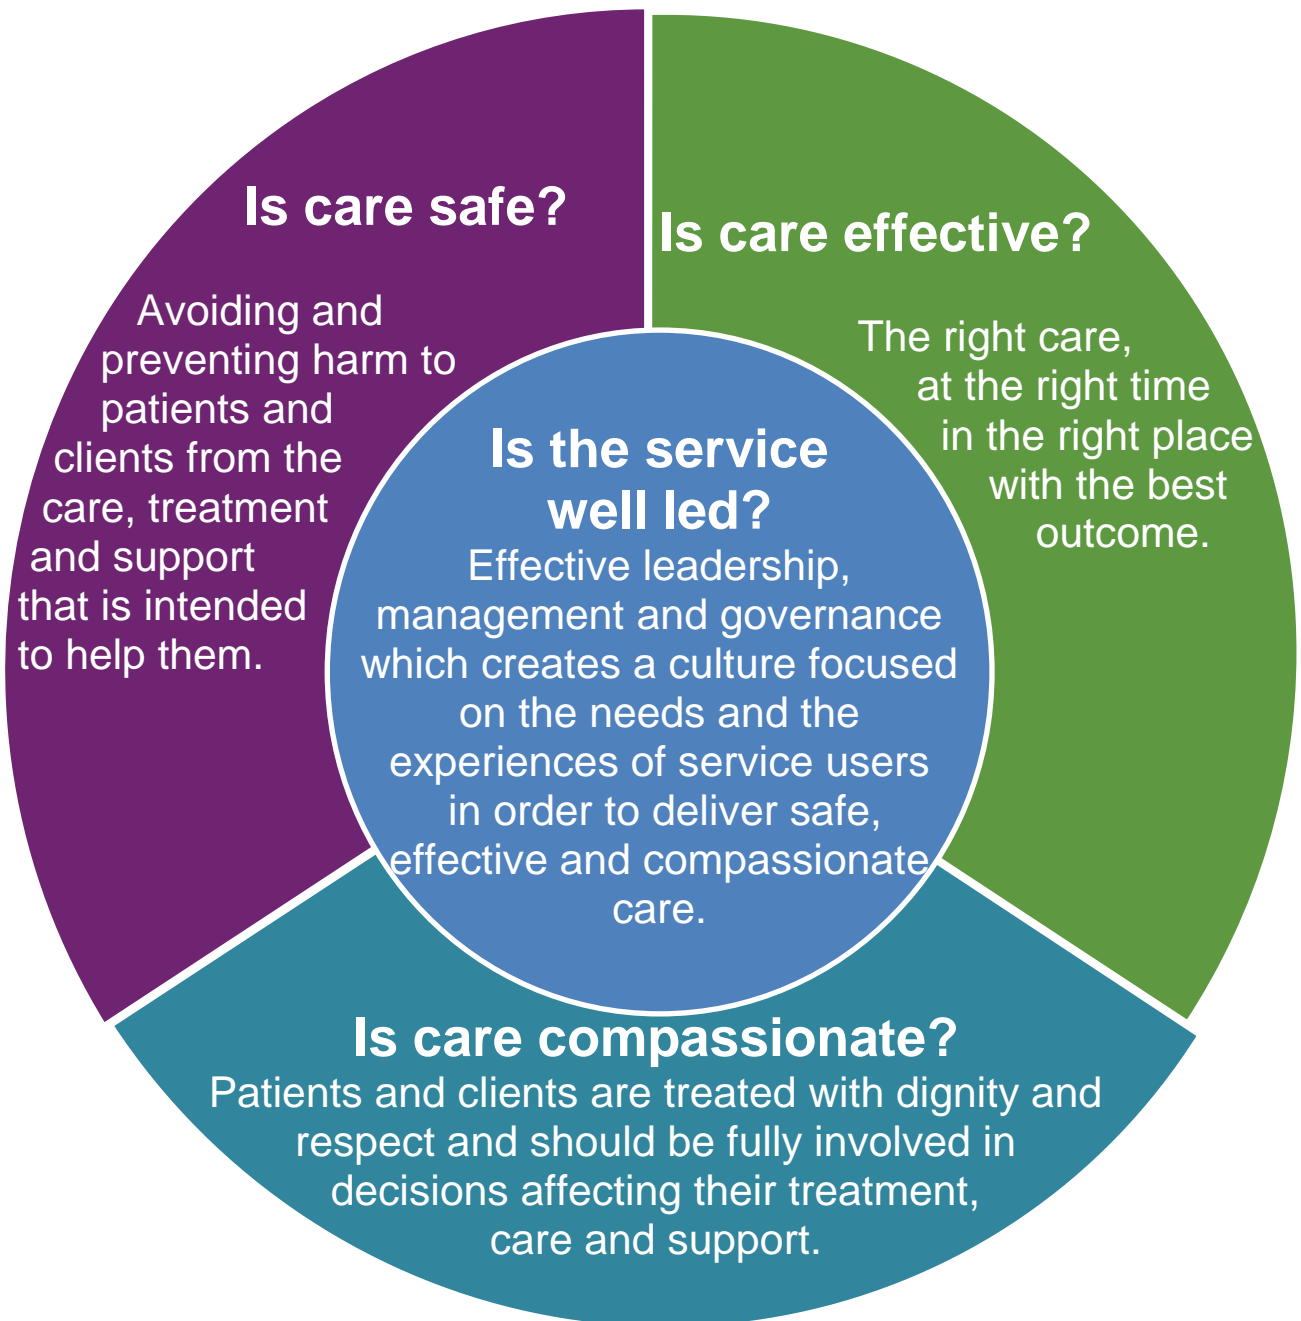 Is care safe?
Avoiding and
preventing harm to
patients and
clients from the
care, treatment
and support
that is intended
to help them.
Is care effective?
The right care,
at the right time
in the right place
with the best
outcome.
Is the service
well led?
Effective leadership,
management and governance
which creates a culture focused
on the needs and the
experiences of service users
in order to deliver safe,
effective and compassionate
care.
Is care compassionate?
Patients and clients are treated with dignity and
respect and should be fully involved in
decisions affecting their treatment,
care and support.